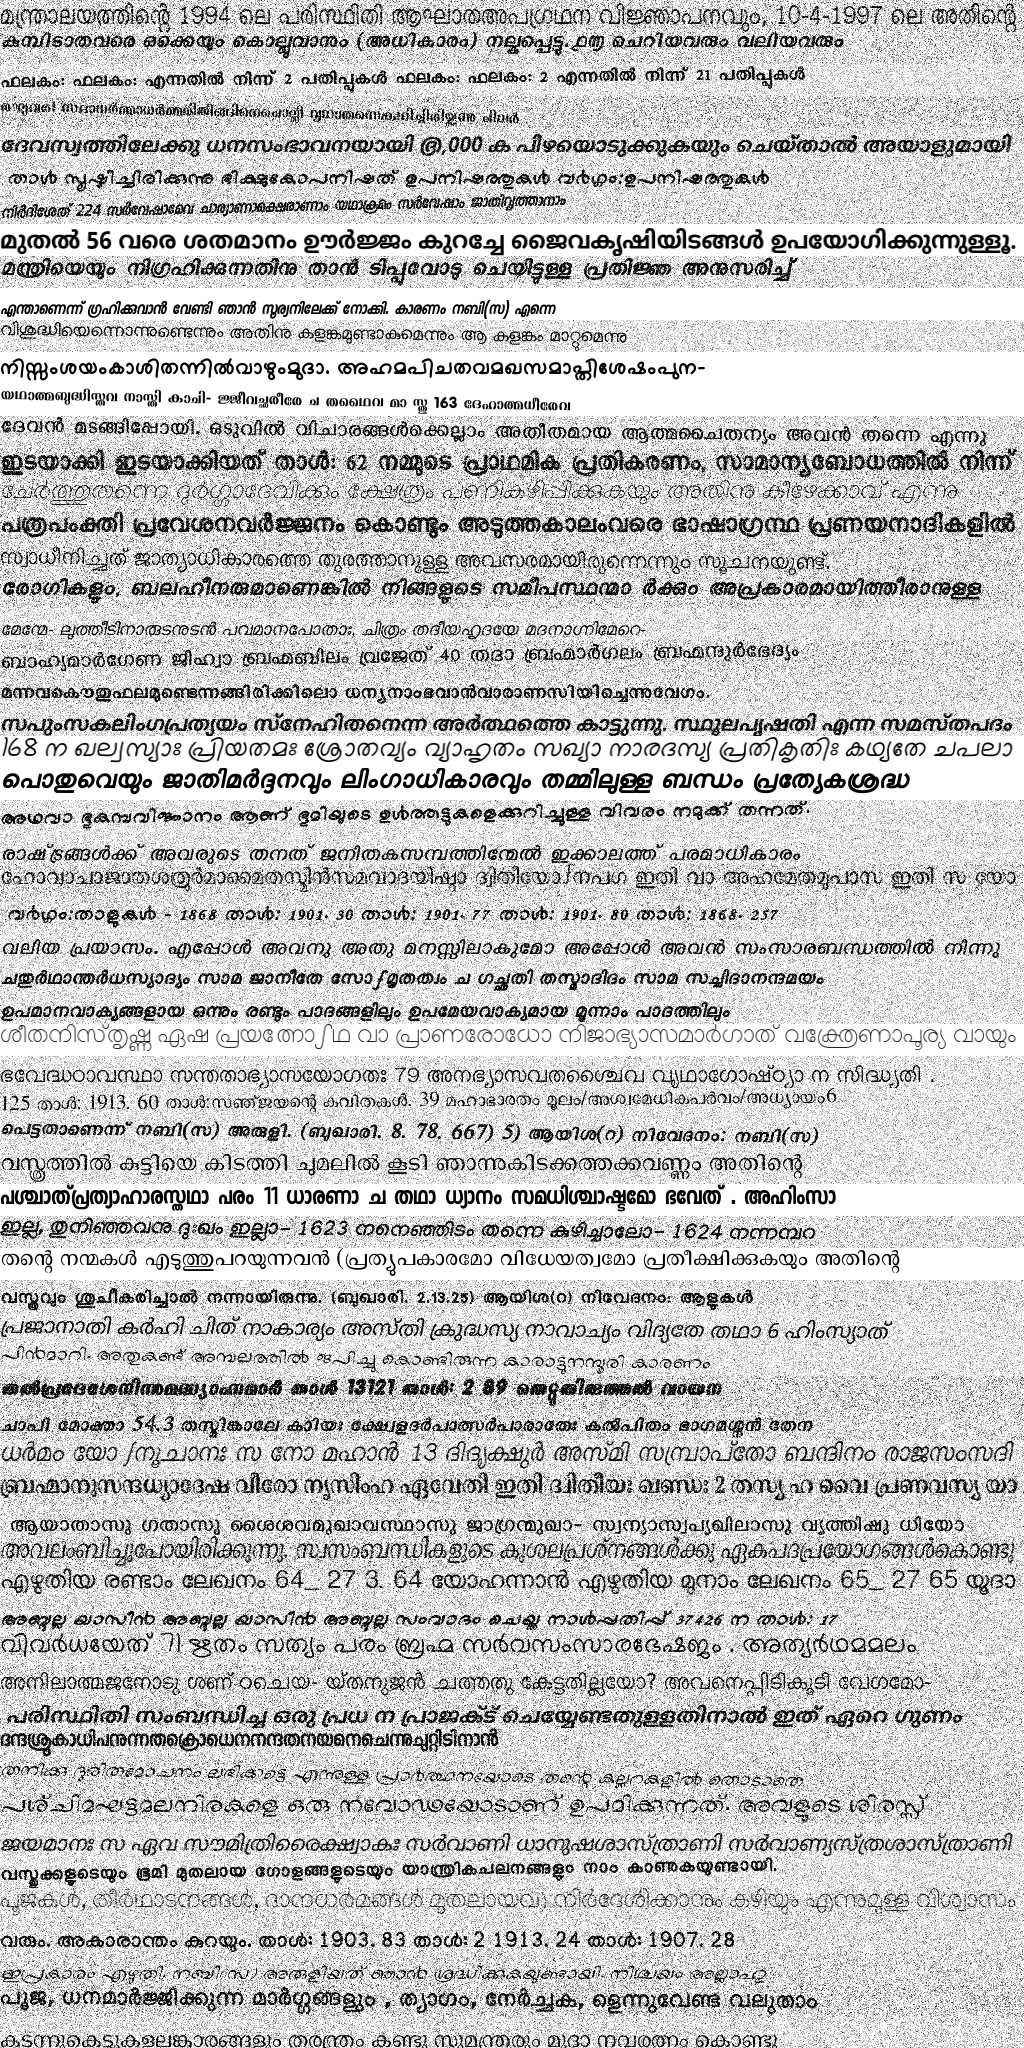 മന്ത്രാലയത്തിന്റെ 1994 ലെ പരിസ്ഥിതി ആഘാതഅപഗ്രഥന വിജ്ഞാപനവും, 10-4-1997 ലെ അതിന്റെ
കുമ്പിടാതവരെ ഒക്കെയും കൊല്ലുവാനും (അധികാരം) നല്കപ്പെട്ടു. ചെറിയവരും വലിയവരും
ഫലകം: ഫലകം: എന്നതിൽ നിന്ന് 2 പതിപ്പുകൾ ഫലകം: ഫലകം: 2 എന്നതിൽ നിന്ന് 21 പതിപ്പുകൾ
ദേവസ്വത്തിലേക്കു ധനസംഭാവനയായി ക പിഴയൊടുക്കുകയും ചെയ്താൽ അയാളുമായി
താൾ സൃഷ്ടിച്ചിരിക്കുന്നു ഭിക്ഷുകോപനിഷത് ഉപനിഷത്തുകൾ വർഗ്ഗം:ഉപനിഷത്തുകൾ
നിർദിശേത് 224 സർവേഷാമേവ ചാര്യാണാക്ഷെരാണാം യഥാക്രമം സർവേഷാം ജാതിവൃത്താനാം
മുതൽ 56 വരെ ശതമാനം ഊർജ്ജം കുറച്ചേ ജൈവകൃഷിയിടങ്ങൾ ഉപയോഗിക്കുന്നുള്ളൂ.
മന്ത്രിയെയും നിഗ്രഹിക്കുന്നതിനു താൻ ടിപ്പുവോടു ചെയിട്ടുള്ള പ്രതിജ്ഞ അനുസരിച്ച്
എന്താണെന്ന് ഗ്രഹിക്കുവാൻ വേണ്ടി ഞാൻ സൂര്യനിലേക്ക് നോക്കി. കാരണം നബി(സ) എന്നെ
വിശുദ്ധിയെന്നൊന്നുണ്ടെന്നും അതിനു കളങ്കമുണ്ടാകുമെന്നും ആ കളങ്കം മാറ്റുമെന്നു
നിസ്സംശയംകാശിതന്നിൽവാഴുംമുദാ. അഹമപിചതവമഖസമാപ്തിശേഷംപുന-
യഥാത്മബുദ്ധിസ്തവ നാസ്തി കാചി- ജ്ജീവച്ഛരീരേ ച തഥൈവ മാ സ്തു 163 ദേഹാത്മധീരേവ
ദേവൻ മടങ്ങിപ്പോയി. ഒടുവിൽ വിചാരങ്ങൾക്കെല്ലാം അതീതമായ ആത്മചൈതന്യം അവൻ തന്നെ എന്നു
ഇടയാക്കി ഇടയാക്കിയത് താൾ: 62 നമ്മുടെ പ്രാഥമിക പ്രതികരണം, സാമാന്യബോധത്തിൽ നിന്ന്
ചേർത്തുതന്നെ ദുർഗ്ഗാദേവിക്കും ക്ഷേത്രം പണികഴിപ്പിക്കുകയും അതിനു കീഴേക്കാവ് എന്നു
പത്രപംക്തി പ്രവേശനവർജ്ജനം കൊണ്ടും അടുത്തകാലംവരെ ഭാഷാഗ്രന്ഥ പ്രണയനാദികളിൽ
സ്വാധീനിച്ചത് ജാത്യാധികാരത്തെ തുരത്താനുള്ള അവസരമായിരുന്നെന്നും സൂചനയുണ്ട്.
രോഗികളും, ബലഹീനരുമാണെങ്കിൽ നിങ്ങളുടെ സമീപസ്ഥന്മാ ർക്കും അപ്രകാരമായിത്തീരാനുള്ള
മേന്മേ- ലുത്തീടിനാരുടനുടൻ പവമാനപോതാഃ, ചിത്രം തദീയഹൃദയേ മദനാഗ്നിമേറെ-
ബാഹ്യമാർഗേണ ജിഹ്വാ ബ്രഹ്മബിലം വ്രജേത് 40 തദാ ബ്രഹ്മാർഗലം ബ്രഹ്മന്ദുർഭേദ്യം
മന്നവകൌതുഫലമുണ്ടെന്നങ്ങിരിക്കിലൊ ധന്യനാംഭവാൻവാരാണസിയിച്ചെന്നുവേഗം.
സപുംസകലിംഗപ്രത്യയം സ്നേഹിതനെന്ന അർത്ഥത്തെ കാട്ടുന്നു. സ്ഥൂലപൃഷതി എന്ന സമസ്തപദം
168 ന ഖല്വസ്യാഃ പ്രിയതമഃ ശ്രോതവ്യം വ്യാഹൃതം സഖ്യാ നാരദസ്യ പ്രതികൃതിഃ കഥ്യതേ ചപലാ
പൊതുവെയും ജാതിമർദ്ദനവും ലിംഗാധികാരവും തമ്മിലുള്ള ബന്ധം പ്രത്യേകശ്രദ്ധ
അഥവാ ഭൂകമ്പവിജ്ഞാനം ആണ് ഭൂമിയുടെ ഉൾത്തട്ടുകളെക്കുറിച്ചുള്ള വിവരം നമുക്ക് തന്നത്.
രാഷ്ട്രങ്ങൾക്ക് അവരുടെ തനത് ജനിതകസമ്പത്തിന്മേൽ ഇക്കാലത്ത് പരമാധികാരം
ഹോവാചാജാതശത്രുർമാമൈതസ്മിൻസമവാദയിഷ്ഠാ ദ്വിതീയോഽനപഗ ഇതി വാ അഹമേതമുപാസ ഇതി സ യോ
വർഗ്ഗം:താളുകൾ – 1868 താൾ: 1901. 30 താൾ: 1901. 77 താൾ: 1901. 80 താൾ: 1868. 257
വലിയ പ്രയാസം. എപ്പോൾ അവനു അതു മനസ്സിലാകുമോ അപ്പോൾ അവൻ സംസാരബന്ധത്തിൽ നിന്നു
ചതുർഥാന്തർധസ്യാദ്യം സാമ ജാനീതേ സോഽമൃതത്വം ച ഗച്ഛതി തസ്മാദിദം സാമ സച്ചിദാനന്ദമയം
ഉപമാനവാക്യങ്ങളായ ഒന്നും രണ്ടും പാദങ്ങളിലും ഉപമേയവാക്യമായ മൂന്നാം പാദത്തിലും
ശീതനിസ്തൃഷ്ണ ഏഷ പ്രയത്നോഽഥ വാ പ്രാണരോധോ നിജാഭ്യാസമാർഗാത് വക്ത്രേണാപൂര്യ വായും
ഭവേദ്ധഠാവസ്ഥാ സന്തതാഭ്യാസയോഗതഃ 79 അനഭ്യാസവതശ്ചൈവ വൃഥാഗോഷ്ഠ്യാ ന സിദ്ധ്യതി .
125 താൾ: 1913. 60 താൾ:സഞ്ജയന്റെ കവിതകൾ. 39 മഹാഭാരതം മൂലം/അശ്വമേധികപർവം/അധ്യായം6
പെട്ടതാണെന്ന് നബി(സ) അരുളി. (ബുഖാരി. 8. 78. 667) 5) ആയിശ(റ) നിവേദനം: നബി(സ)
വസ്ത്രത്തിൽ കുട്ടിയെ കിടത്തി ചുമലിൽ കൂടി ഞാന്നുകിടക്കത്തക്കവണ്ണം അതിന്റെ
പശ്ചാത്പ്രത്യാഹാരസ്തഥാ പരം 11 ധാരണാ ച തഥാ ധ്യാനം സമധിശ്ചാഷ്ടമോ ഭവേത് . അഹിംസാ
ഇല്ല, തുനിഞ്ഞവനു ദുഃഖം ഇല്ലാ– 1623 നനെഞ്ഞിടം തന്നെ കുഴിച്ചാലോ– 1624 നന്നമ്പറ
തന്റെ നന്മകൾ എടുത്തുപറയുന്നവൻ (പ്രത്യുപകാരമോ വിധേയത്വമോ പ്രതീക്ഷിക്കുകയും അതിന്റെ
വസ്ത്രവും ശുചീകരിച്ചാൽ നന്നായിരുന്നു. (ബുഖാരി. 2.13.25) ആയിശ(റ) നിവേദനം: ആളുകൾ
പ്രജാനാതി കർഹി ചിത് നാകാര്യം അസ്തി ക്രുദ്ധസ്യ നാവാച്യം വിദ്യതേ തഥാ 6 ഹിംസ്യാത്
പിൻമാറി. അതുകണ്ട് അമ്പലത്തിൽ ജപിച്ചു കൊണ്ടിരുന്ന കാരാട്ടുനമ്പൂരി കാരണം
താൾ 13121 താൾ: 2 89 തെറ്റുതിരുത്തൽ വായന
ചാപി മോക്താ 54.3 തസ്മിങ്കാലേ ക്ഷ്വേളദർപാത്സർപാരാതേഃ കൽപിതം ഭാഗമശ്നൻ തേന
ധർമം യോ ഽനൂചാനഃ സ നോ മഹാൻ 13 ദിദൃക്ഷുർ അസ്മി സമ്പ്രാപ്തോ ബന്ദിനം രാജസംസദി
ബ്രഹ്മാനുസന്ദധ്യാദേഷ വീരോ നൃസിംഹ ഏവേതി ഇതി ദ്വിതീയഃ ഖണ്ഡഃ 2 തസ്യ ഹ വൈ പ്രണവസ്യ യാ
ആയാതാസു ഗതാസു ശൈശവമുഖാവസ്ഥാസു ജാഗ്രന്മുഖാ– സ്വന്യാസ്വപ്യഖിലാസു വൃത്തിഷു ധിയോ
അവലംബിച്ചുപോയിരിക്കുന്നു. സ്വസംബന്ധികളുടെ കുശലപ്രശ്നങ്ങൾക്കു ഏകപദപ്രയോഗങ്ങൾകൊണ്ടു
എഴുതിയ രണ്ടാം ലേഖനം 64_ 27 3. 64 യോഹന്നാൻ എഴുതിയ മൂനാം ലേഖനം 65_ 27 65 യൂദാ
അബ്ദുല്ല യാസീൻ അബ്ദുല്ല യാസീൻ അബ്ദുല്ല സംവാദം ചെയ്ത നാൾപ്പതിപ്പ് 37426 ന താൾ: 17
വിവർധയേത് ൹ ഋതം സത്യം പരം ബ്രഹ്മ സർവസംസാരഭേഷജം . അത്യർഥമമലം
അനിലാത്മജനോടു ശണ് ഠചെയ- യ്തനുജൻ ചത്തതു കേട്ടതില്ലയോ? അവനെപ്പിടികൂടി വേഗമോ-
പരിസ്ഥിതി സംബന്ധിച്ച ഒരു പ്രധ ന പ്രാജക്ട് ചെയ്യേണ്ടതുള്ളതിനാൽ ഇത് ഏറെ ഗുണം
ദന്ദശ്രൂകാധിപനുന്നതക്രൊധെനനന്ദതനയമനെചെന്നുചുറ്റിടിനാൻ
തനിക്കു ദുരിതമോചനം ലഭിക്കട്ടെ എന്നുള്ള പ്രാർത്ഥനയോടെ തന്റെ കല്ലറകളിൽ തൊടാതെ
പശ്ചിമഘട്ടമലനിരകളെ ഒരു നവോഢയോടാണ് ഉപമിക്കുന്നത്. അവളുടെ ശിരസ്സ്
ജയമാനഃ സ ഏവ സൗമിത്രിരൈക്ഷ്വാകഃ സർവാണി ധാനുഷശാസ്ത്രാണി സർവാണ്യസ്ത്രശാസ്ത്രാണി
വസ്തുക്കളുടെയും ഭൂമി മുതലായ ഗോളങ്ങളുടെയും യാന്ത്രികചലനങ്ങളും നാം കാണുകയുണ്ടായി.
പൂജകൾ, തീർഥാടനങ്ങൾ, ദാനധർമങ്ങൾ മുതലായവ) നിർദേശിക്കാനും കഴിയും എന്നുമുള്ള വിശ്വാസം
വരും. അകാരാന്തം കുറയും. താൾ: 1903. 83 താൾ: 2 1913. 24 താൾ: 1907. 28
ഇപ്രകാരം എഴുതി. നബി(സ) അരുളിയത് ഞാൻ ശ്രദ്ധിക്കുകയുണ്ടായി. നിശ്ചയം അല്ലാഹു
പൂജ, ധനമാർജ്ജിക്കുന്ന മാർഗ്ഗങ്ങളും , ത്യാഗം, നേർച്ചക, ളെന്നുവേണ്ട വലുതാം
കടന്നുകെട്ടുകളലങ്കാരങ്ങളും തരന്തരം കണ്ടു സുമന്തരും മുദാ നവരത്നം കൊണ്ടു